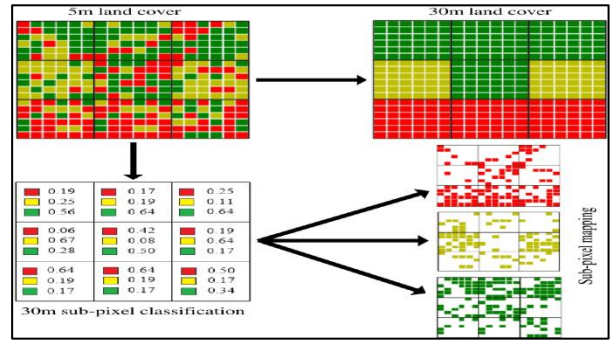 5m land cover
30m land cover
0.19 0.17 0.25
0.25 0.19 0.11
0.56 0.64 0.64
0.06 0.42 0.19
0.67 0.08 0.64
0.28 0.50 0.17
0.64 0.64 0.50
0.19 0.19 0.17
0.17 0.17 0.34
30m sub-pixel classification
Sub-pixel mapping